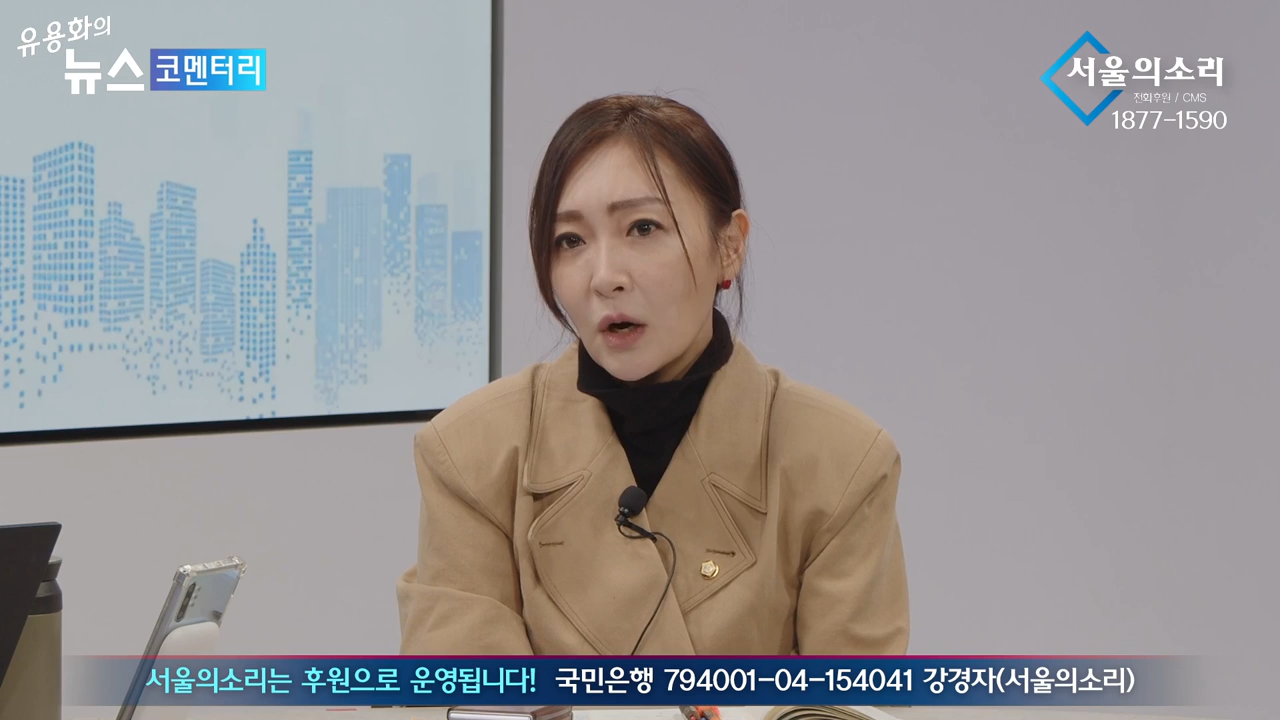 유용화의
뉴스 코멘터리
서울의소리
전화후원 / CMS
1877-1590
서울의소리는 후원으로 운영됩니다! 국민은행 794001-04-154041 강경자(서울의소리)